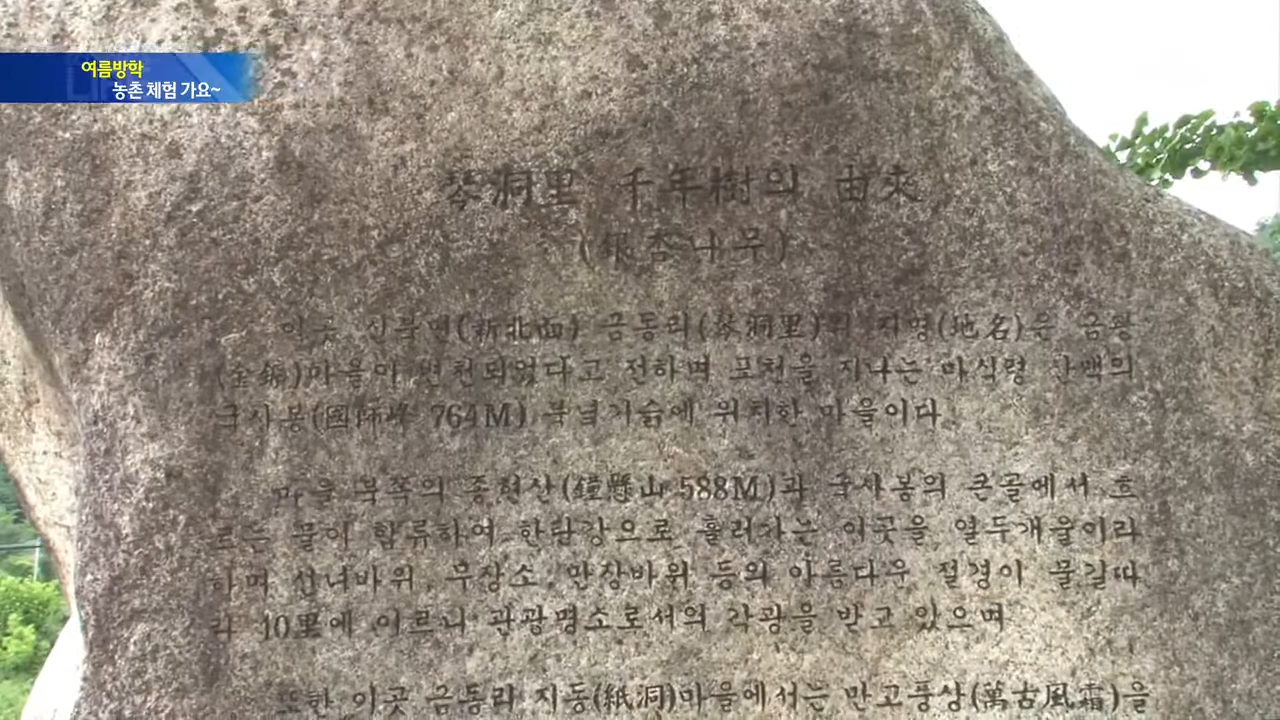 여름방학
농촌 체험 가요~
琴洞里 千年樹의 由來
(銀杏나무)
이곳 신북면(新北面) 금동리(琴洞里)의 지명(地名)은 금광
마을이 변천되었다고 전하며 포천을 지나는 마식령 산맥의
국사봉(國師峰 764M) 북녘기슭에 위치한 마을이다
마을 북쪽의 종현산(鐘懸山 588M)과 국사봉의 큰골에서 흐
르는 물이 합류하여 한탄강으로 흘러가는 이곳을 열두개울이라
하며 선녀바위, 무장소, 만장바위 등의 아름다운 절경이 물길따
라 10里에 이르니 관광명소로서의 각광을 받고 있으며
또한 이곳 금동리 지동(紙洞)마을에서는 만고풍상(萬古風霜)을